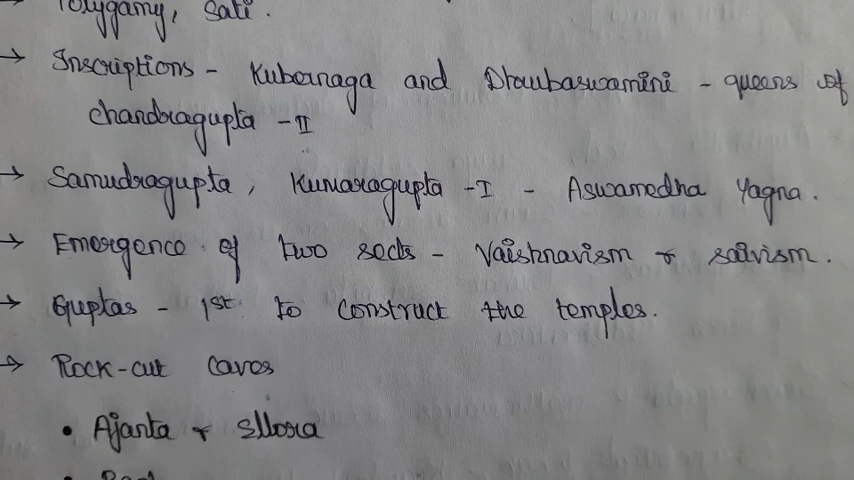 → Polygamy, Sati.
→ Inscriptions - Kubernaga and Dhrubaswamini - queens of
chandragupta - II
→ Samudragupta, Kumaragupta - I - Aswamedha Yagna.
→ Emergence of two sects - Vaishnavism & saivism.
→ Guptas - 1st to construct the temples.
→ Rock-cut caves
• Ajanta & Ellora